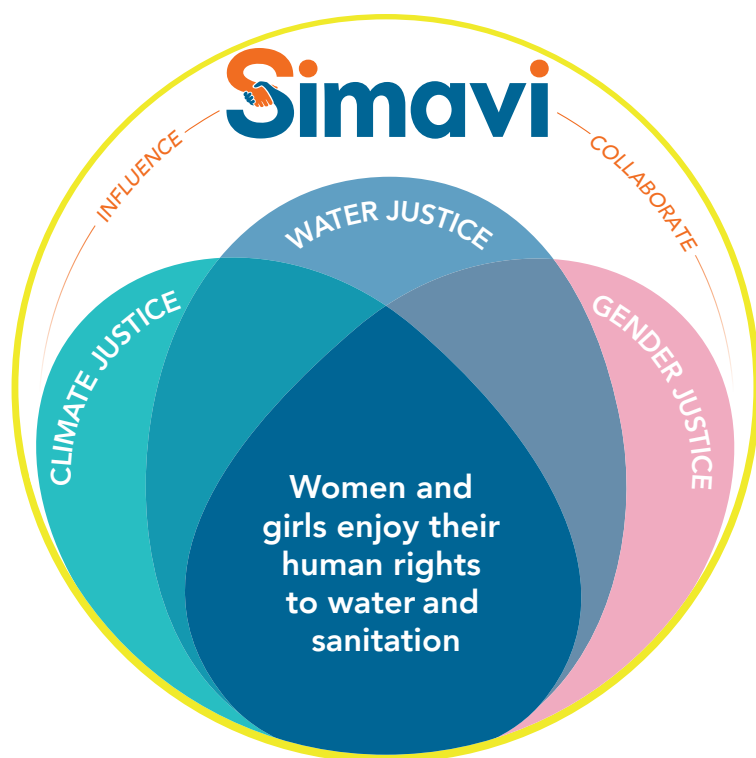 Simavi
INFLUENCE
COLLABORATE
WATER JUSTICE
CLIMATE JUSTICE
GENDER JUSTICE
Women and
girls enjoy their
human rights
to water and
sanitation